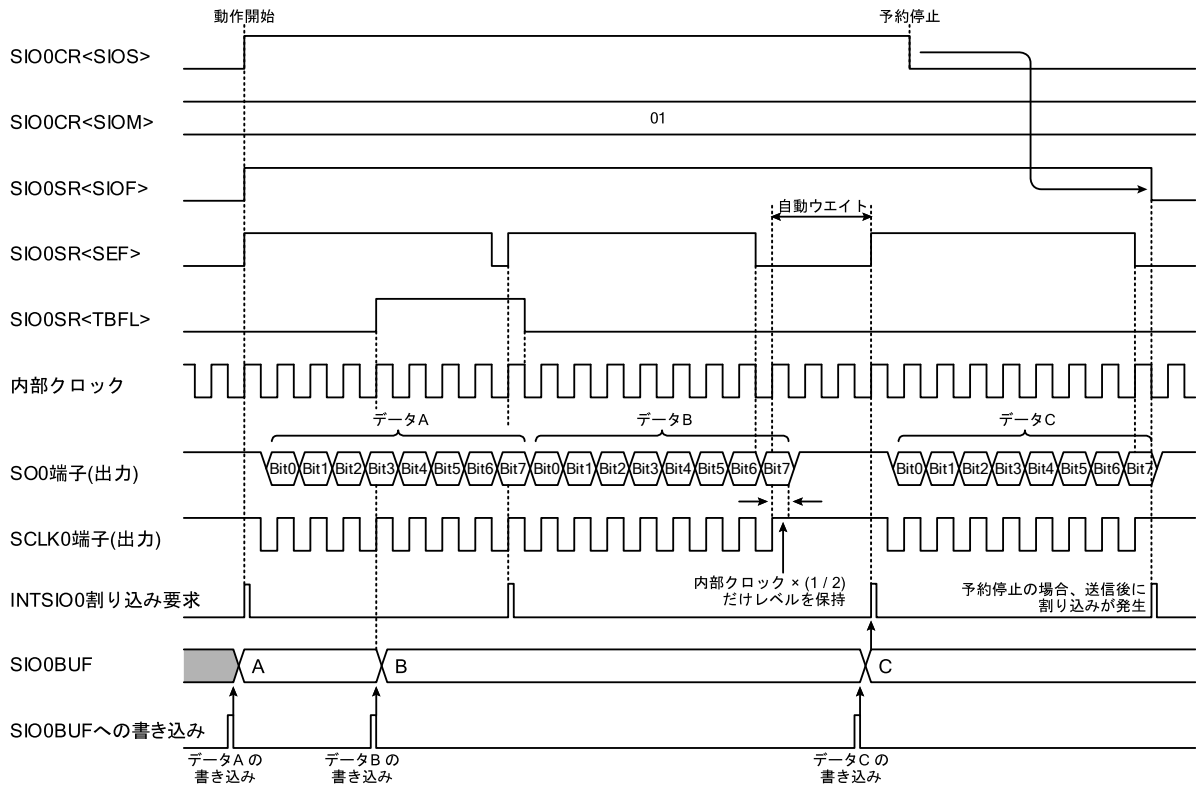 動作開始
予約停止
SIO0CR<SIOS>
SIO0CR<SIOM>
01
SIO0SR<SIOF>
自動ウエイト
SIO0SR<SEF>
SIO0SR<TBFL>
内部クロック
データA
データB
データC
SO0端子(出力)
Bit0 Bit1 Bit2 Bit3 Bit4 Bit5 Bit6 Bit7 Bit0 Bit1 Bit2 Bit3 Bit4 Bit5 Bit6 Bit7 Bit0 Bit1 Bit2 Bit3 Bit4 Bit5 Bit6 Bit7
SCLK0端子(出力)
内部クロック × (1 / 2)
だけレベルを保持
予約停止の場合、送信後に
割り込みが発生
INTSIO0割り込み要求
SIO0BUF
A
B
C
SIO0BUFへの書き込み
データA の
書き込み
データB の
書き込み
データC の
書き込み